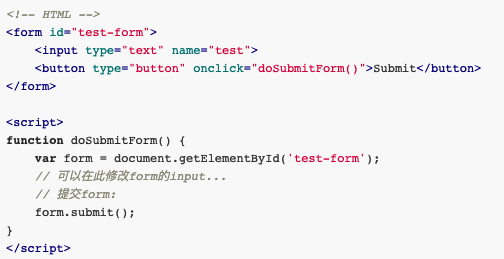 <!-- HTML -->
<form id="test-form">
    <input type="text" name="test">
    <button type="button" onclick="doSubmitForm()">Submit</button>
</form>

<script>
function doSubmitForm() {
    var form = document.getElementById('test-form');
    // 可以在此修改form的input...
    // 提交form:
    form.submit();
}
</script>